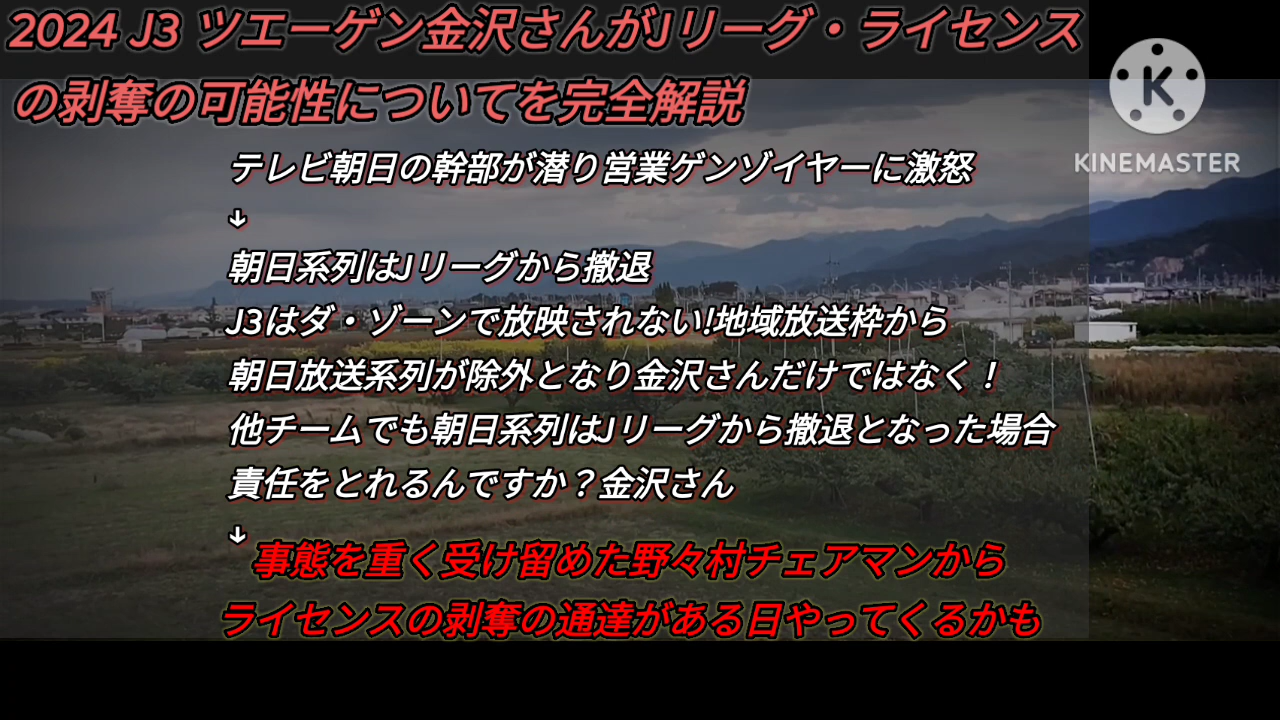 2024 J3 ツエーゲン金沢さんがJリーグ・ライセンス
の剥奪の可能性についてを完全解説
KINEMASTER
テレビ朝日の幹部が潜り営業ゲンゾイヤーに激怒
↓
朝日系列はJリーグから撤退
J3はダ・ゾーンで放映されない!地域放送枠から
朝日放送系列が除外となり金沢さんだけではなく！
他チームでも朝日系列はJリーグから撤退となった場合
責任をとれるんですか？金沢さん
↓
事態を重く受け留めた野々村チェアマンから
ライセンスの剥奪の通達がある日やってくるかも